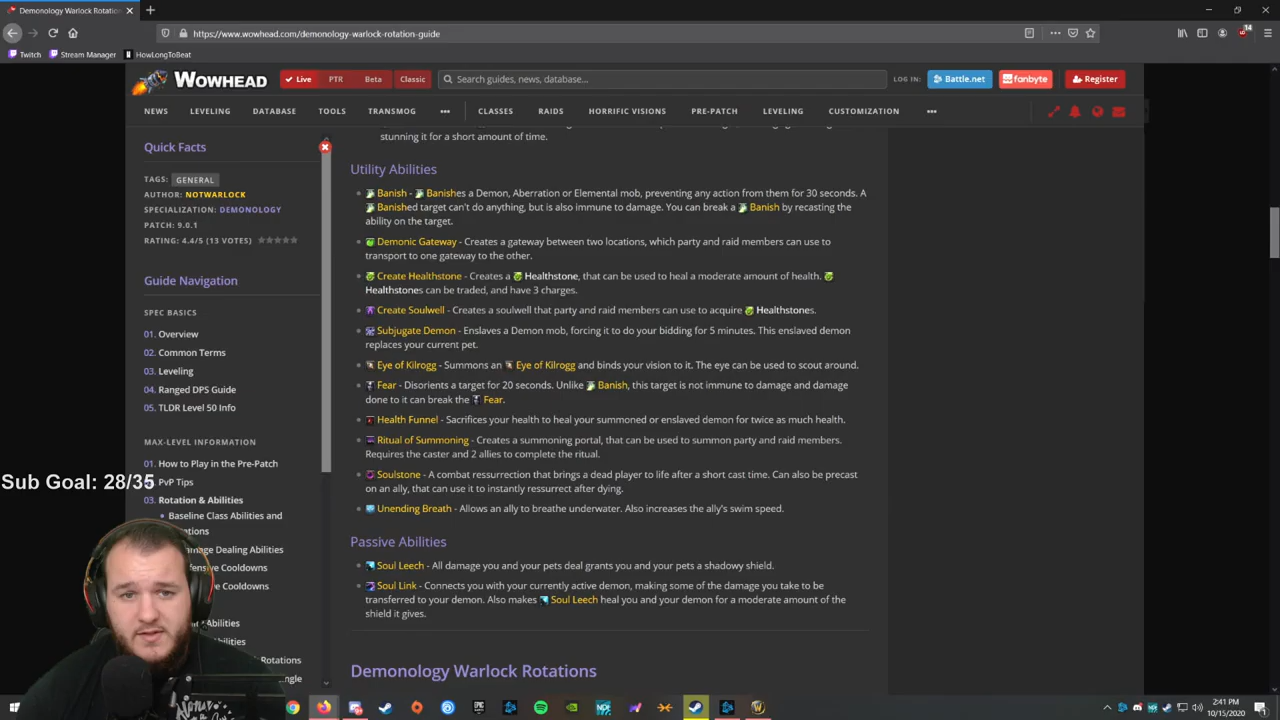 Demonology Warlock Rotation Gu
https://www.wowhead.com/demonology-warlock-rotation-guide
14
Twitch Stream Manager HowLongToBeat
WOWHEAD
Live PTR Beta Classic
Search guides, news, database...
LOG IN: Battle.net fanbyte Register
NEWS LEVELING DATABASE TOOLS TRANSMOG ••• CLASSES RAIDS HORRIFIC VISIONS PRE-PATCH LEVELING CUSTOMIZATION •••
stunning it for a short amount of time.
Quick Facts
TAGS: GENERAL
AUTHOR: NOTWARLOCK
SPECIALIZATION: DEMONOLOGY
PATCH: 9.0.1
RATING: 4.4/5 (13 VOTES)
Guide Navigation
SPEC BASICS
01. Overview
02. Common Terms
03. Leveling
04. Ranged DPS Guide
05. TLDR Level 50 Info
MAX-LEVEL INFORMATION
01. How to Play in the Pre-Patch
PvP Tips
03. Rotation & Abilities
Baseline Class Abilities and
Dealing Abilities
Cooldowns
Cooldowns
Abilities
Rotations
Sub Goal: 28/35
Utility Abilities
Banish - Banishes a Demon, Aberration or Elemental mob, preventing any action from them for 30 seconds. A
Banished target can't do anything, but is also immune to damage. You can break a Banish by recasting the
ability on the target.
Demonic Gateway - Creates a gateway between two locations, which party and raid members can use to
transport to one gateway to the other.
Create Healthstone - Creates a Healthstone, that can be used to heal a moderate amount of health.
Healthstones can be traded, and have 3 charges.
Create Soulwell - Creates a soulwell that party and raid members can use to acquire Healthstones.
Subjugate Demon - Enslaves a Demon mob, forcing it to do your bidding for 5 minutes. This enslaved demon
replaces your current pet.
Eye of Kilrogg - Summons an Eye of Kilrogg and binds your vision to it. The eye can be used to scout around.
Fear - Disorients a target for 20 seconds. Unlike Banish, this target is not immune to damage and damage
done to it can break the Fear.
Health Funnel - Sacrifices your health to heal your summoned or enslaved demon for twice as much health.
Ritual of Summoning - Creates a summoning portal, that can be used to summon party and raid members.
Requires the caster and 2 allies to complete the ritual.
Soulstone - A combat ressurrection that brings a dead player to life after a short cast time. Can also be precast
on an ally, that can use it to instantly ressurrect after dying.
Unending Breath - Allows an ally to breathe underwater. Also increases the ally's swim speed.
Passive Abilities
Soul Leech - All damage you and your pets deal grants you and your pets a shadowy shield.
Soul Link - Connects you with your currently active demon, making some of the damage you take to be
transferred to your demon. Also makes Soul Leech heal you and your demon for a moderate amount of the
shield it gives.
Demonology Warlock Rotations
2:41 PM
10/15/2020